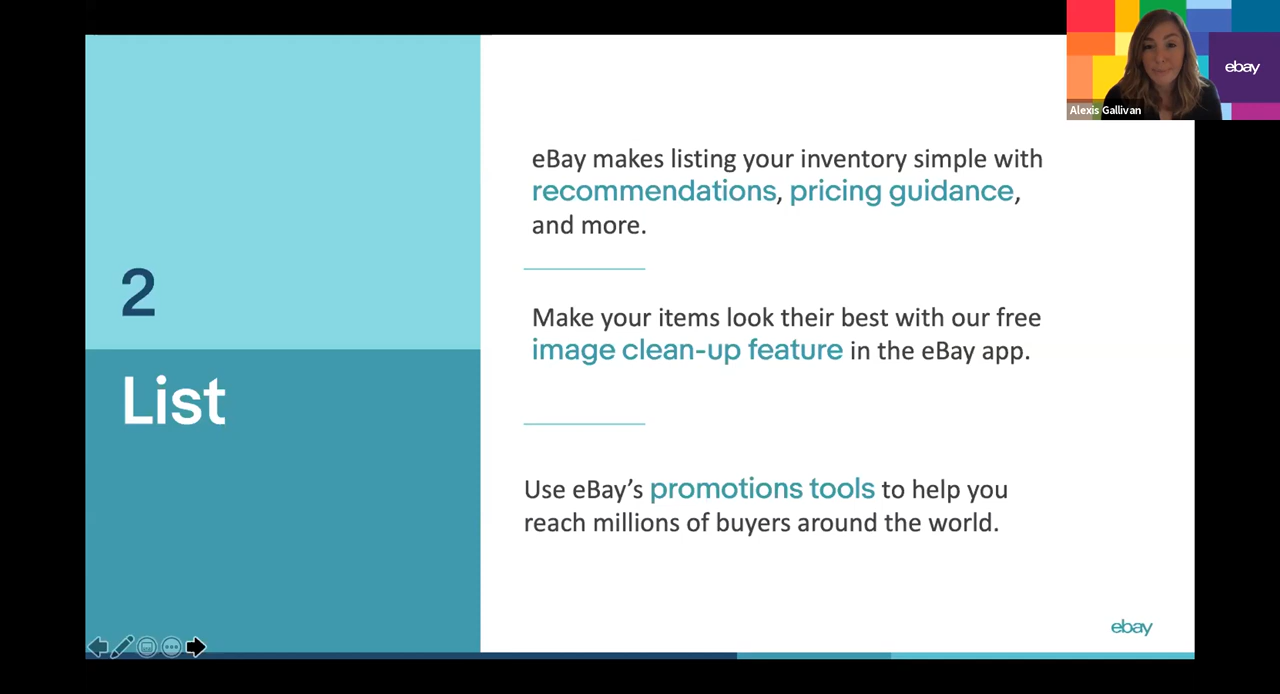 ebay
Alexis Gallivan
2
List
eBay makes listing your inventory simple with
recommendations, pricing guidance,
and more.
Make your items look their best with our free
image clean-up feature in the eBay app.
Use eBay’s promotions tools to help you
reach millions of buyers around the world.
ebay